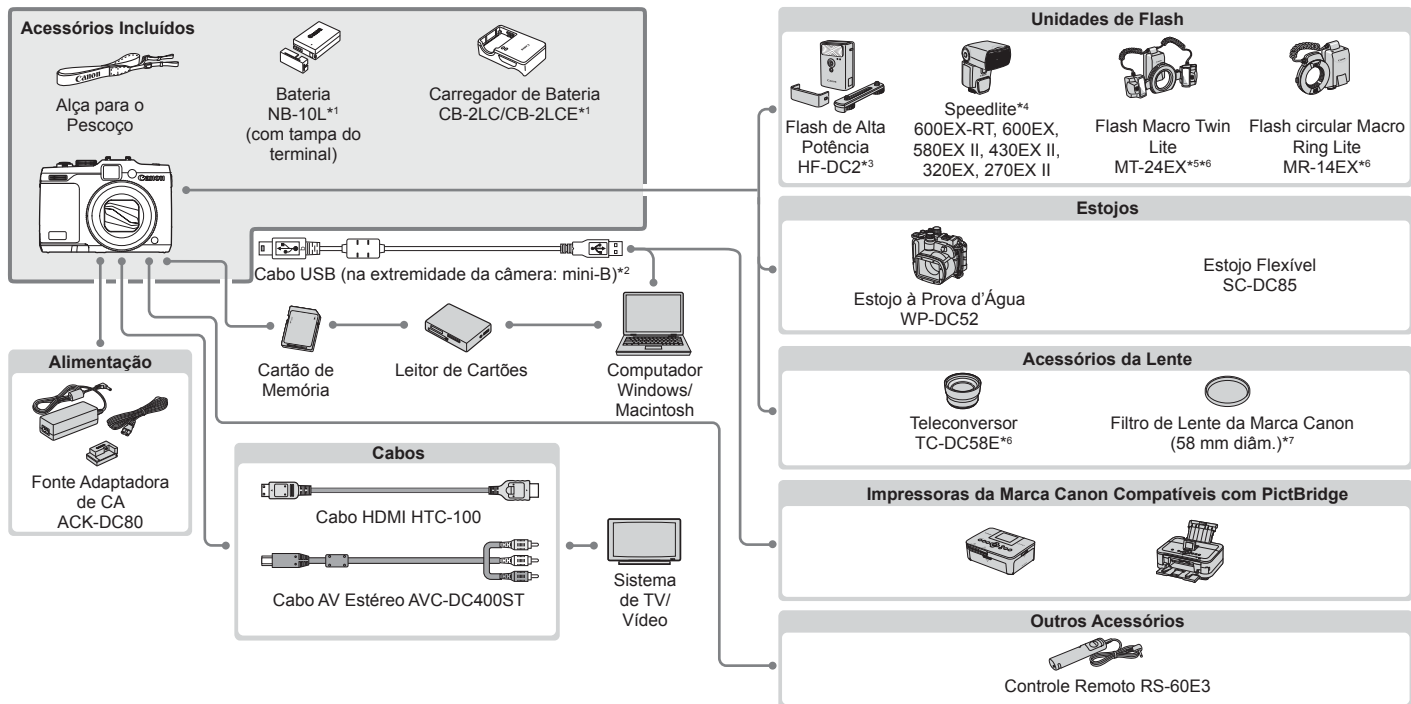 Acessórios Incluídos
Canon
Alça para o
Pescoço
Bateria
NB-10L*1
(com tampa do
terminal)
Carregador de Bateria
CB-2LC/CB-2LCE*1
Canon
Cabo USB (na extremidade da câmera: mini-B)*2
Cartão de
Memória
Leitor de Cartões
Computador
Windows/
Macintosh
Alimentação
Fonte Adaptadora
de CA
ACK-DC80
Cabos
Cabo HDMI HTC-100
Cabo AV Estéreo AVC-DC400ST
Sistema
de TV/
Vídeo
Unidades de Flash
Flash de Alta
Potência
HF-DC2*3
Speedlite*4
600EX-RT, 600EX,
580EX II, 430EX II,
320EX, 270EX II
Flash Macro Twin
Lite
MT-24EX*5*6
Flash circular Macro
Ring Lite
MR-14EX*6
Estojos
Estojo à Prova d’Água
WP-DC52
Estojo Flexível
SC-DC85
Acessórios da Lente
Teleconversor
TC-DC58E*6
Filtro de Lente da Marca Canon
(58 mm diâm.)*7
Impressoras da Marca Canon Compatíveis com PictBridge
Outros Acessórios
Controle Remoto RS-60E3